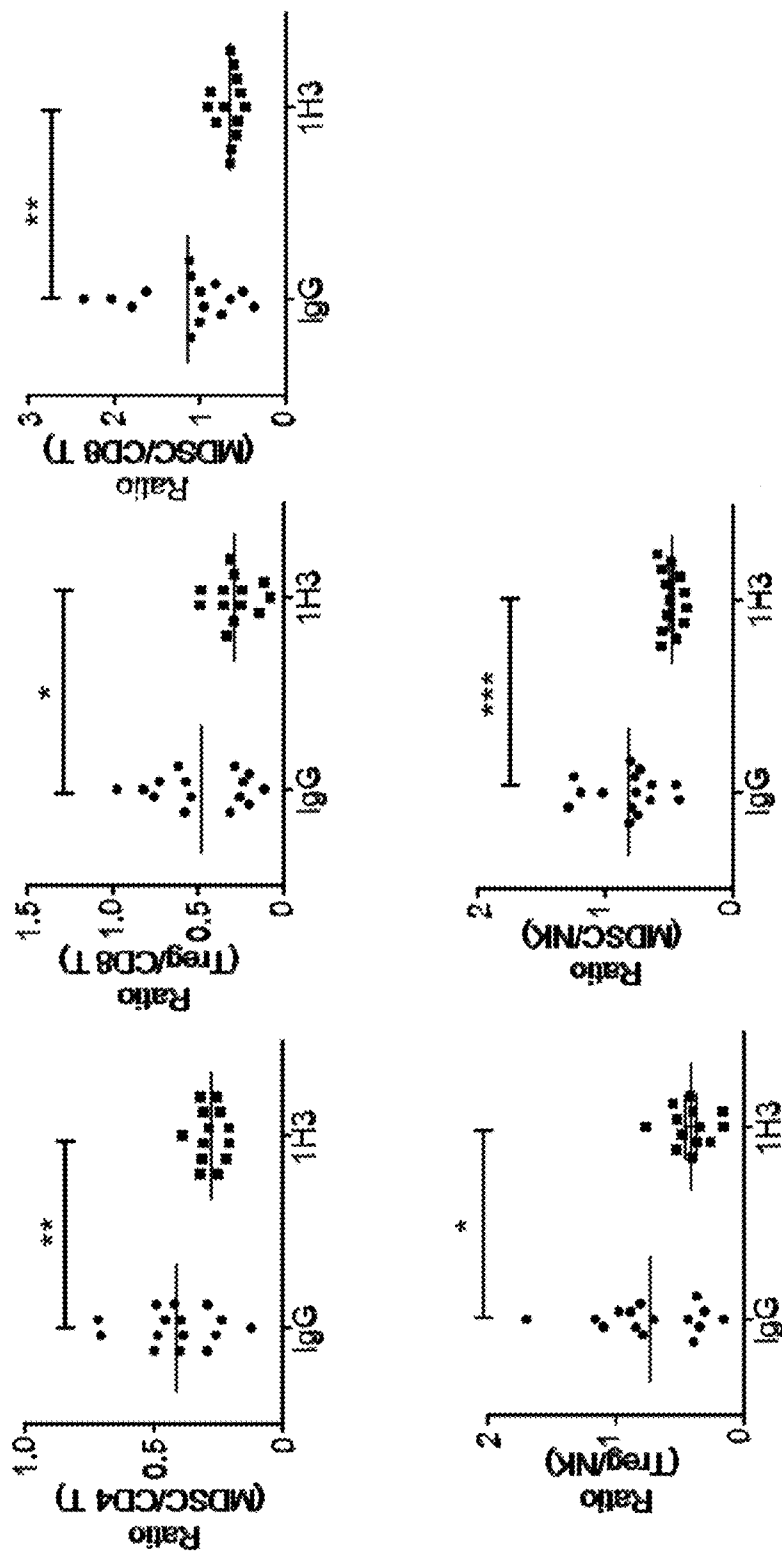 Ratio
(MDSC/CD4 T)
1.0
0.5
0
**
IgG
1H3
Ratio
(Treg/CD8 T)
1.5
1.0
0.5
0
*
IgG
1H3
Ratio
(MDSC/CD8 T)
3
2
1
0
**
IgG
1H3
Ratio
(Treg/NK)
2
1
0
*
IgG
1H3
Ratio
(MDSC/NK)
2
1
0
***
IgG
1H3